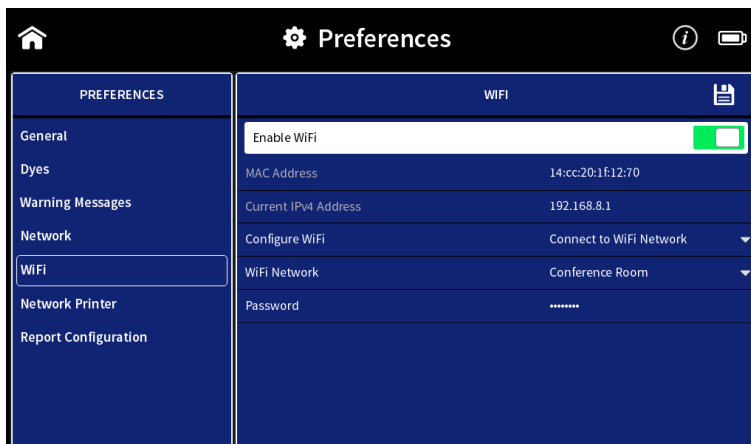 Preferences
PREFERENCES
General
Dyes
Warning Messages
Network
WiFi
Network Printer
Report Configuration
WIFI
Enable WiFi
MAC Address 14:cc:20:1f:12:70
Current IPv4 Address 192.168.8.1
Configure WiFi Connect to WiFi Network
WiFi Network Conference Room
Password ••••••••